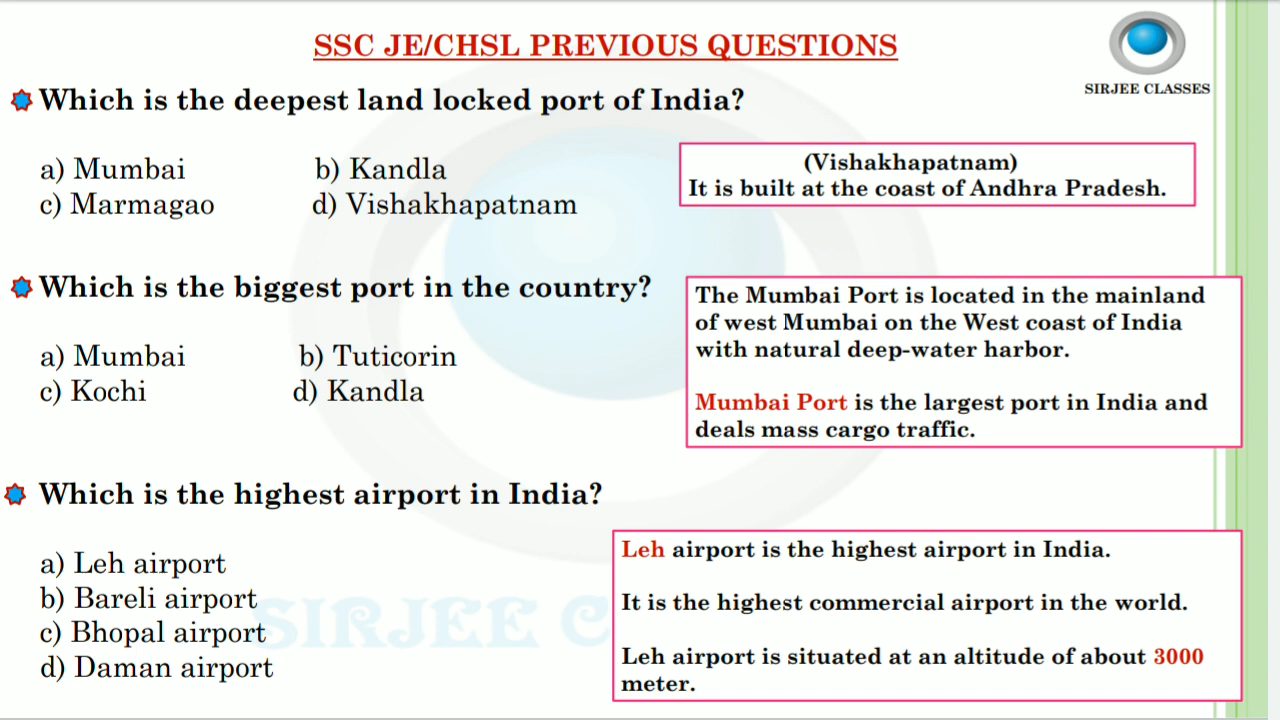 SSC JE/CHSL PREVIOUS QUESTIONS
SIRJEE CLASSES
Which is the deepest land locked port of India?
a) Mumbai b) Kandla
c) Marmagao d) Vishakhapatnam
(Vishakhapatnam)
It is built at the coast of Andhra Pradesh.
Which is the biggest port in the country?
a) Mumbai b) Tuticorin
c) Kochi d) Kandla
The Mumbai Port is located in the mainland
of west Mumbai on the West coast of India
with natural deep-water harbor.
Mumbai Port is the largest port in India and
deals mass cargo traffic.
Which is the highest airport in India?
a) Leh airport
b) Bareli airport
c) Bhopal airport
d) Daman airport
Leh airport is the highest airport in India.
It is the highest commercial airport in the world.
Leh airport is situated at an altitude of about 3000
meter.
SIRJEE C